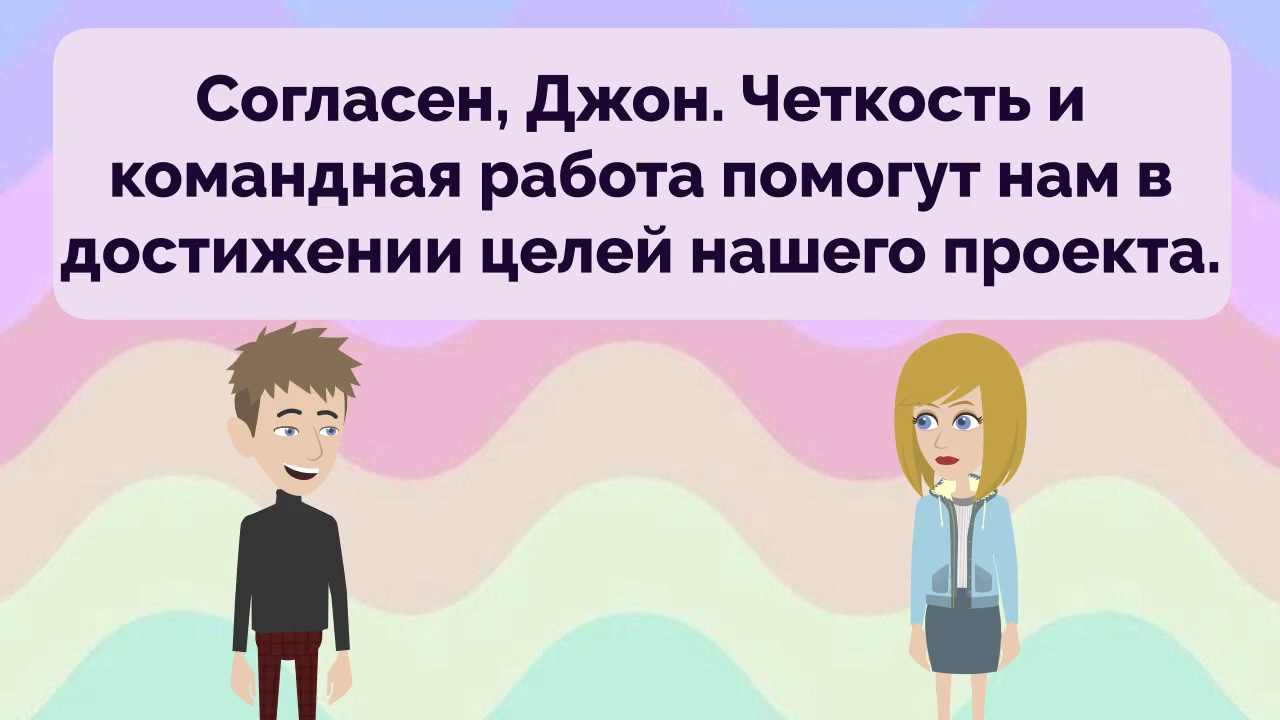 Согласен, Джон. Четкость и
командная работа помогут нам в
достижении целей нашего проекта.